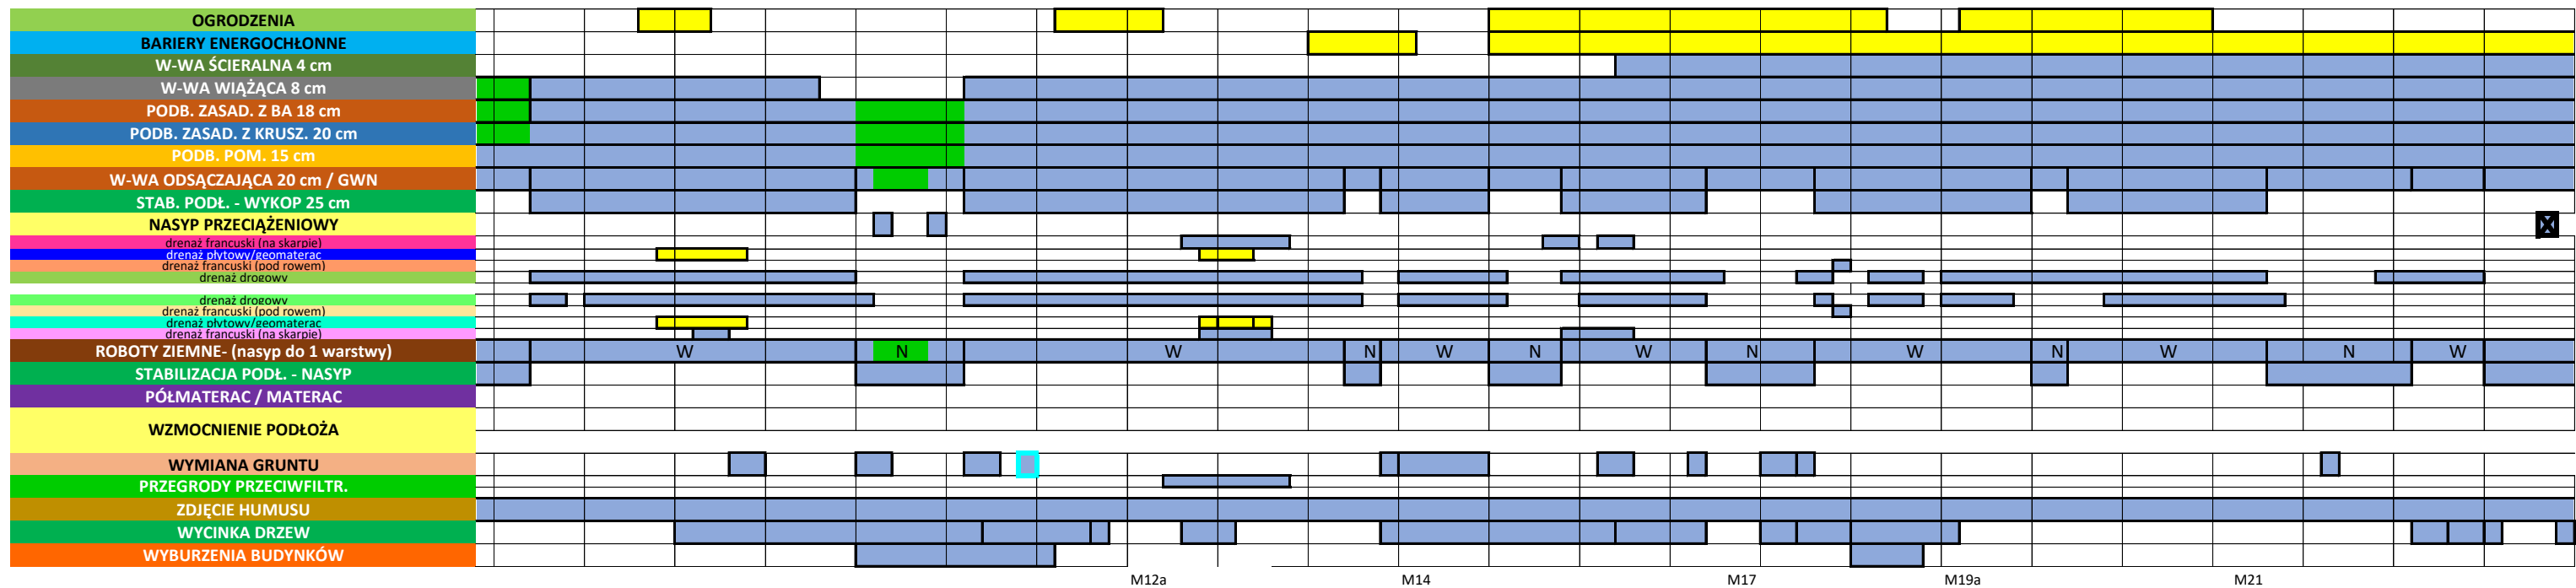 OGRODZENIA
BARIERY ENERGOCHŁONNE
W-WA ŚCIERALNA 4 cm
W-WA WIĄŻĄCA 8 cm
PODB. ZASAD. Z BA 18 cm
PODB. ZASAD. Z KRUSZ. 20 cm
PODB. POM. 15 cm
W-WA ODSĄCZAJĄCA 20 cm / GWN
STAB. PODŁ. - WYKOP 25 cm
NASYP PRZECIĄŻENIOWY X
drenaż francuski (na skarpie)
drenaż płytowy/geomaterac
drenaż francuski (pod rowem)
drenaż drogowy
drenaż drogowy
drenaż francuski (pod rowem)
drenaż płytowy/geomaterac
drenaż francuski (na skarpie)
ROBOTY ZIEMNE- (nasyp do 1 warstwy) W N W N W N W N W N W N W
STABILIZACJA PODŁ. - NASYP
PÓŁMATERAC / MATERAC
WZMOCNIENIE PODŁOŻA
WYMIANA GRUNTU
PRZEGRODY PRZECIWFILTR.
ZDJĘCIE HUMUSU
WYCINKA DRZEW
WYBURZENIA BUDYNKÓW
M12a M14 M17 M19a M21